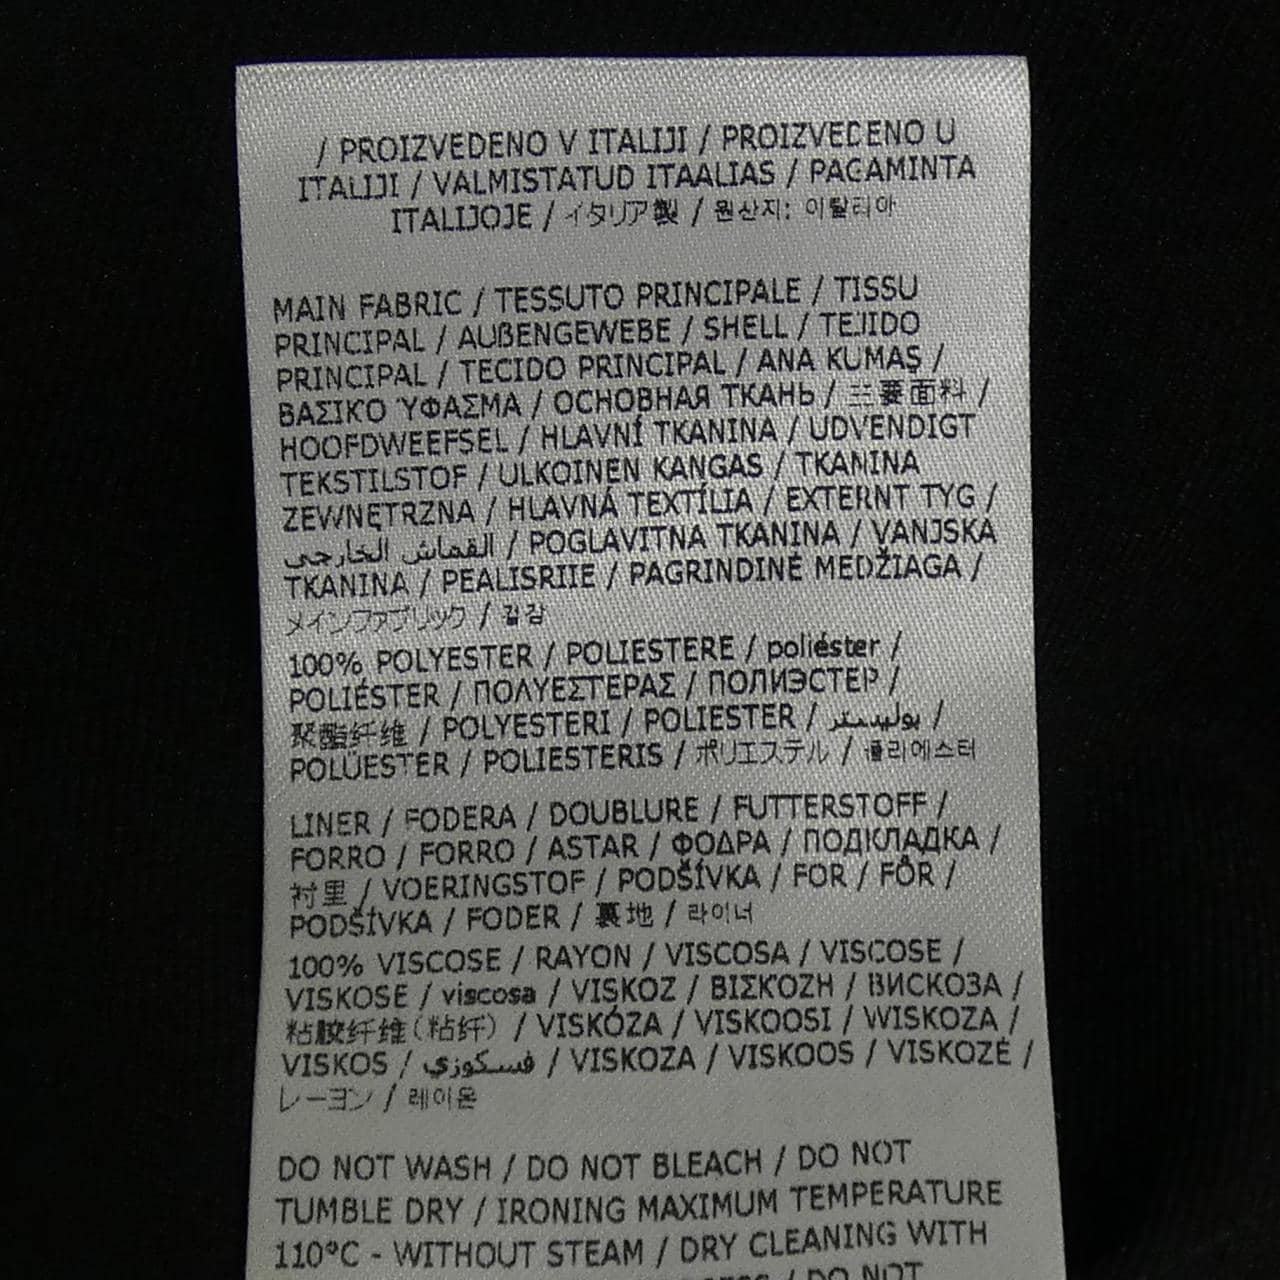 / PROIZVEDENO V ITALIJI / PROIZVEDENO U
ITALIJI / VALMISTATUD ITAALIAS / PAGAMINTA
ITALIJOJE / イタリア製 / 원산지: 이탈리아
MAIN FABRIC / TESSUTO PRINCIPALE / TISSU
PRINCIPAL / AUßENGEWEBE / SHELL / TEJIDO
PRINCIPAL / TECIDO PRINCIPAL / ANA KUMAŞ /
ΒΑΣΙΚΌ ΎΦΑΣΜΑ / ОСНОВНАЯ ТКАНЬ / 主要面料 /
HOOFDWEEFSEL / HLAVNÍ TKANINA / UDVENDIGT
TEKSTILSTOF / ULKOINEN KANGAS / TKANINA
ZEWNĘTRZNA / HLAVNÁ TEXTÍLIA / EXTERNT TYG /
القماش الخارجي / POGLAVITNA TKANINA / VANJSKA
TKANINA / PEALISRIIE / PAGRINDINĖ MEDŽIAGA /
メインファブリック / 겉감
100% POLYESTER / POLIESTERE / poliéster /
POLIÉSTER / ΠΟΛΥΕΣΤΕΡΑΣ / ПОЛИЭСТЕР /
聚酯纤维 / POLYESTERI / POLIESTER / بوليستر /
POLÜESTER / POLIESTERIS / ポリエステル / 폴리에스터
LINER / FODERA / DOUBLURE / FUTTERSTOFF /
FORRO / FORRO / ASTAR / ΦΟΔΡΑ / ПОДКЛАДКА /
衬里 / VOERINGSTOF / PODŠÍVKA / FOR / FÔR /
PODŠÍVKA / FODER / 裏地 / 라이너
100% VISCOSE / RAYON / VISCOSA / VISCOSE /
VISKOSE / viscosa / VISKOZ / ΒΙΣΚΌΖΗ / ВИСКОЗА /
粘胶纤维(粘纤) / VISKÓZA / VISKOOSI / WISKOZA /
VISKOS / فسكوزي / VISKOZA / VISKOOS / VISKOZĖ /
レーヨン / 레이온
DO NOT WASH / DO NOT BLEACH / DO NOT
TUMBLE DRY / IRONING MAXIMUM TEMPERATURE
110°C - WITHOUT STEAM / DRY CLEANING WITH
/ DO NOT